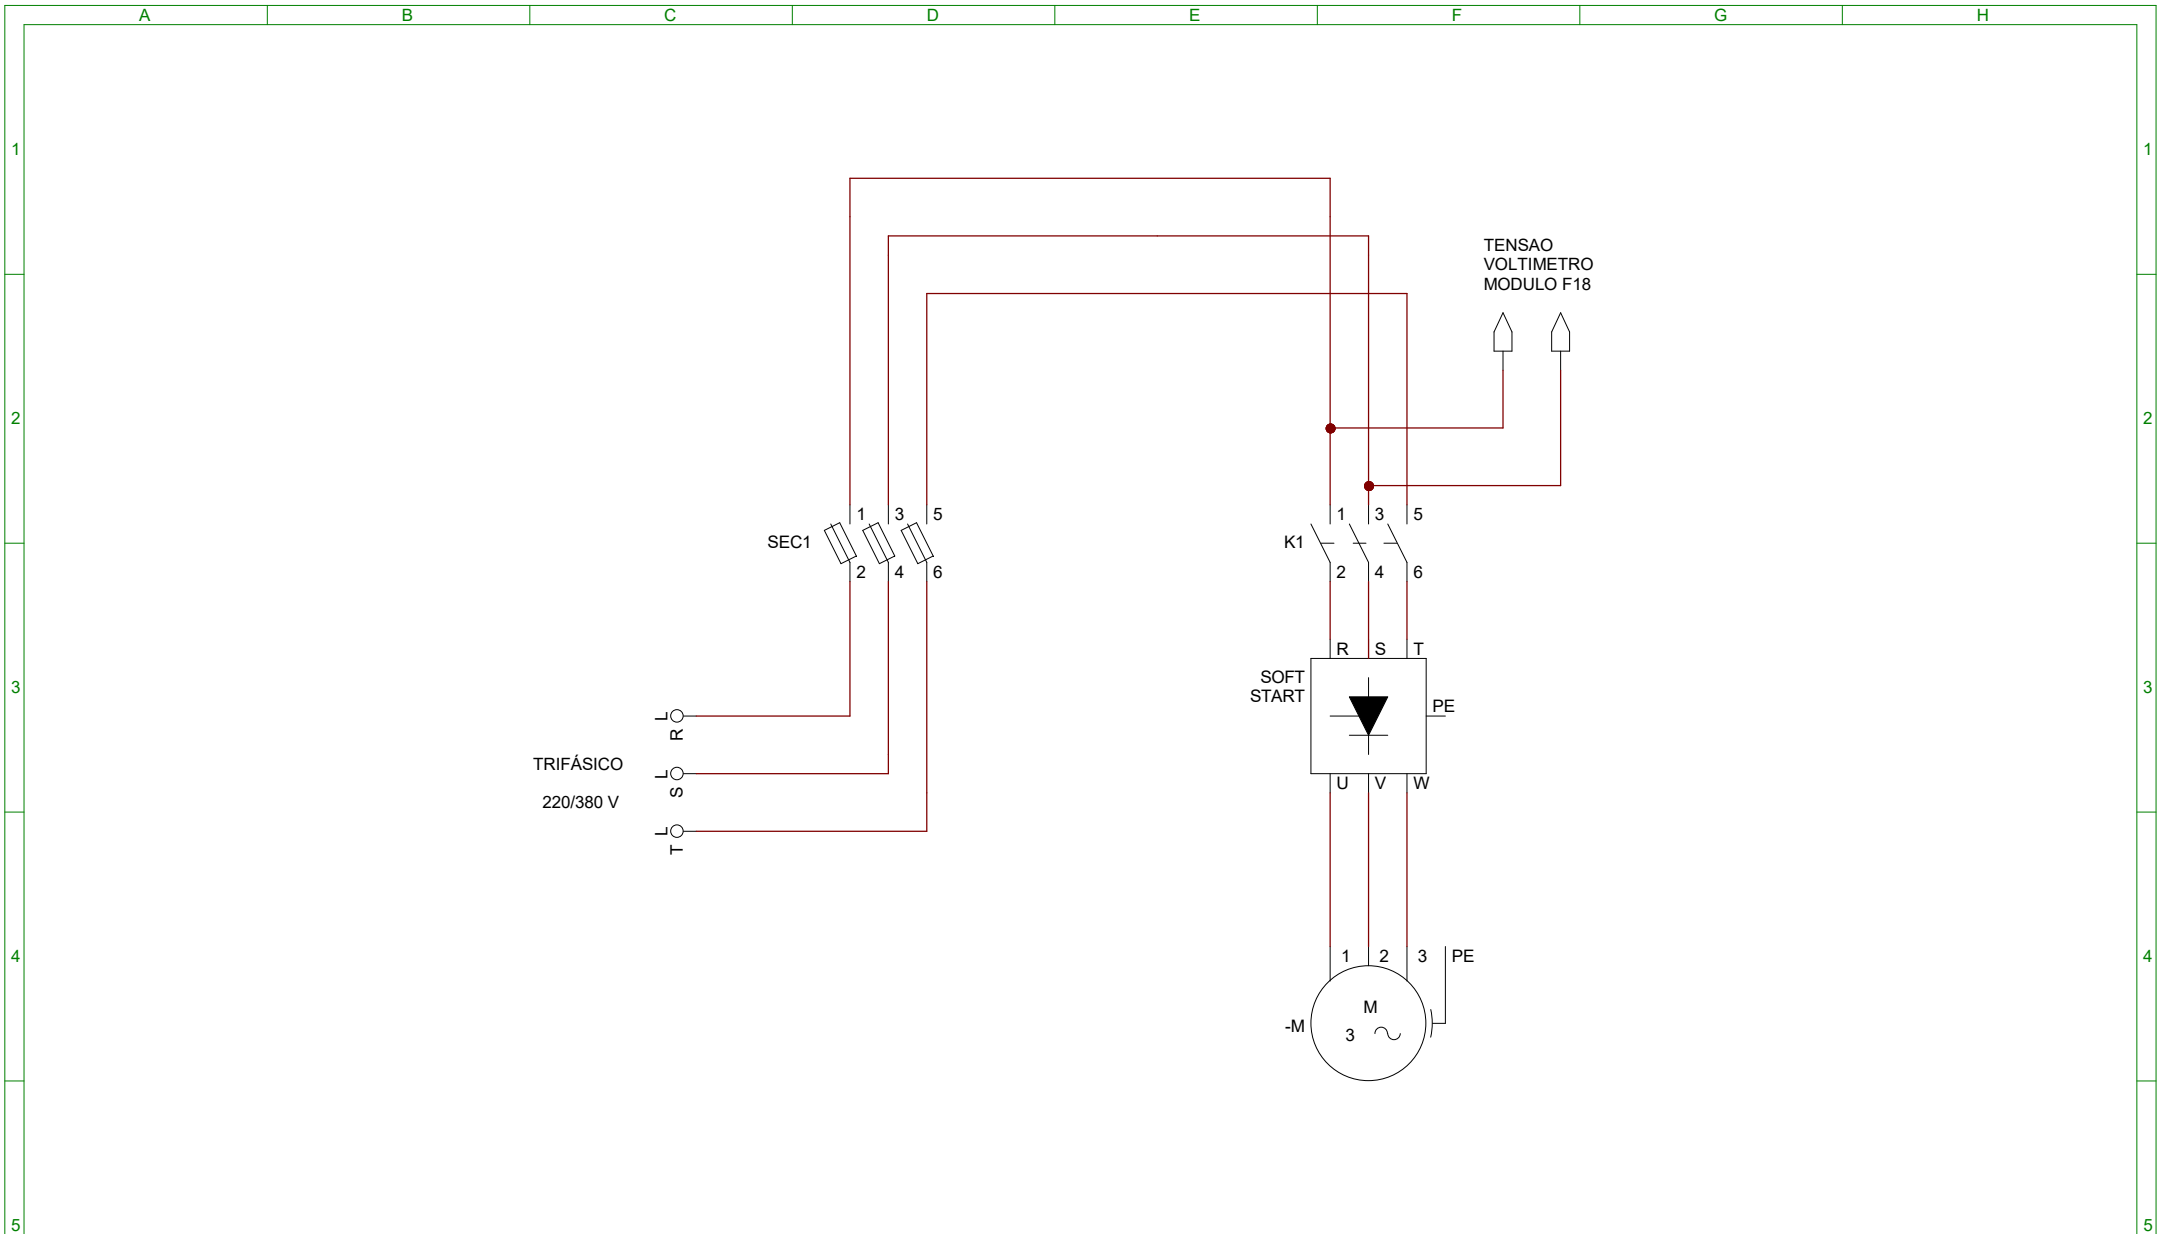 A B C D E F G H
1 1
TENSAO
VOLTIMETRO
MODULO F18
2 2
1 3 5 1 3 5
SEC1 K1
2 4 6 2 4 6
R S T
SOFT
START
3 3
PE
L R
TRIFÁSICO
L S
U V W
220/380 V
L T
4 4
1 2 3 PE
M
-M
3
5 5